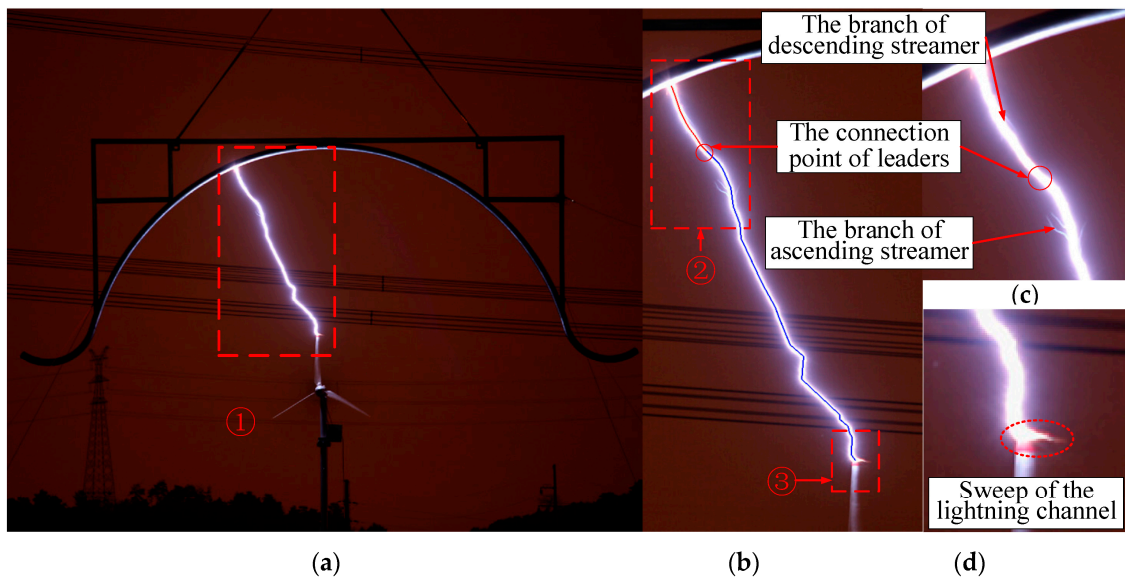 The branch of
descending streamer
The connection
point of leaders
The branch of
ascending streamer
①
②
③
(c)
Sweep of the
lightning channel
(a)
(b)
(d)